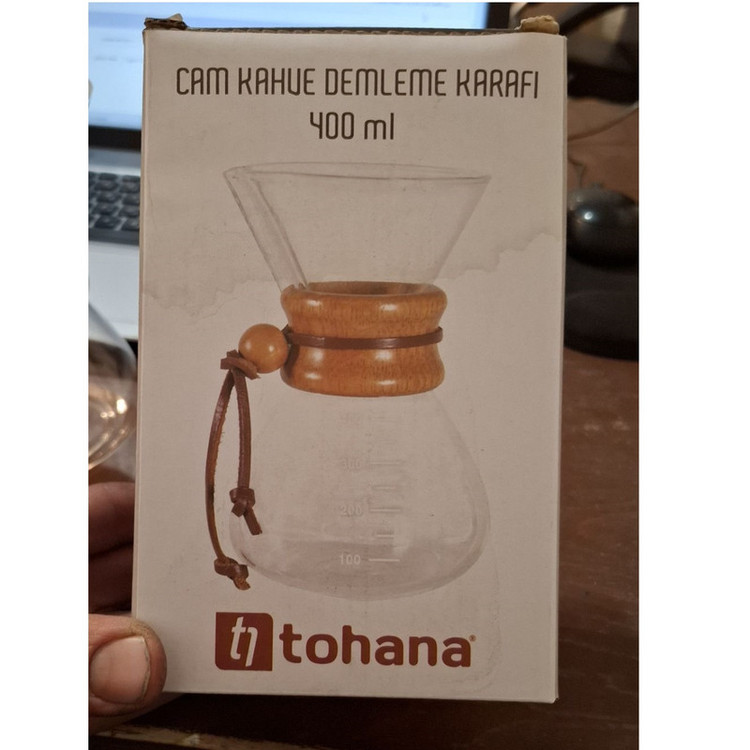 CAM KAHVE DEMLEME KARAFI
400 ml
300
200
100
tohana®